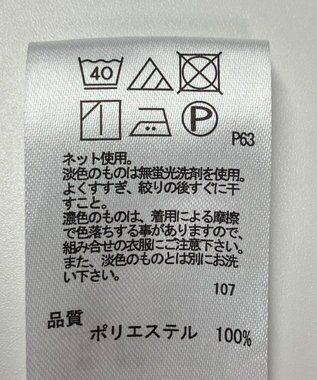 40
P
P63
ネット使用。
淡色のものは無蛍光洗剤を使用。
よくすすぎ、絞りの後すぐに干
すこと。
濃色のものは、着用による摩擦
で色落ちする事がありますので、
組み合せの衣服にご注意下さい。
また、淡色のものとは別にお洗
い下さい。
107
品質
ポリエステル 100%